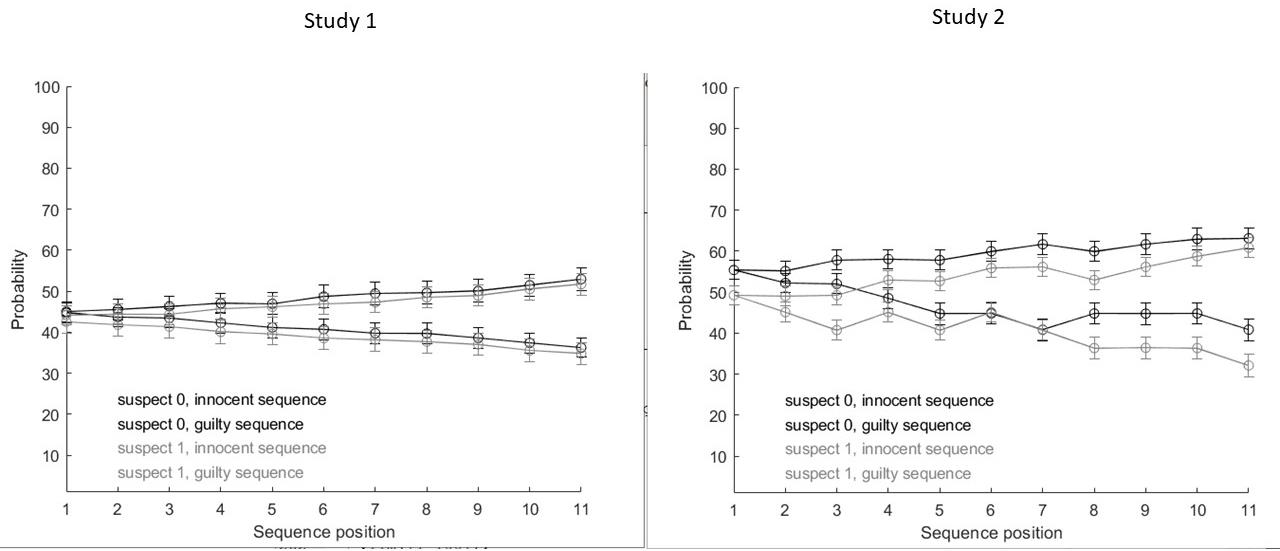 Study 1
Study 2
100
90
80
70
60
50
40
30
20
10
Probability
suspect 0, innocent sequence
suspect 0, guilty sequence
suspect 1, innocent sequence
suspect 1, guilty sequence
1 2 3 4 5 6 7 8 9 10 11
Sequence position
100
90
80
70
60
50
40
30
20
10
Probability
suspect 0, innocent sequence
suspect 0, guilty sequence
suspect 1, innocent sequence
suspect 1, guilty sequence
1 2 3 4 5 6 7 8 9 10 11
Sequence position